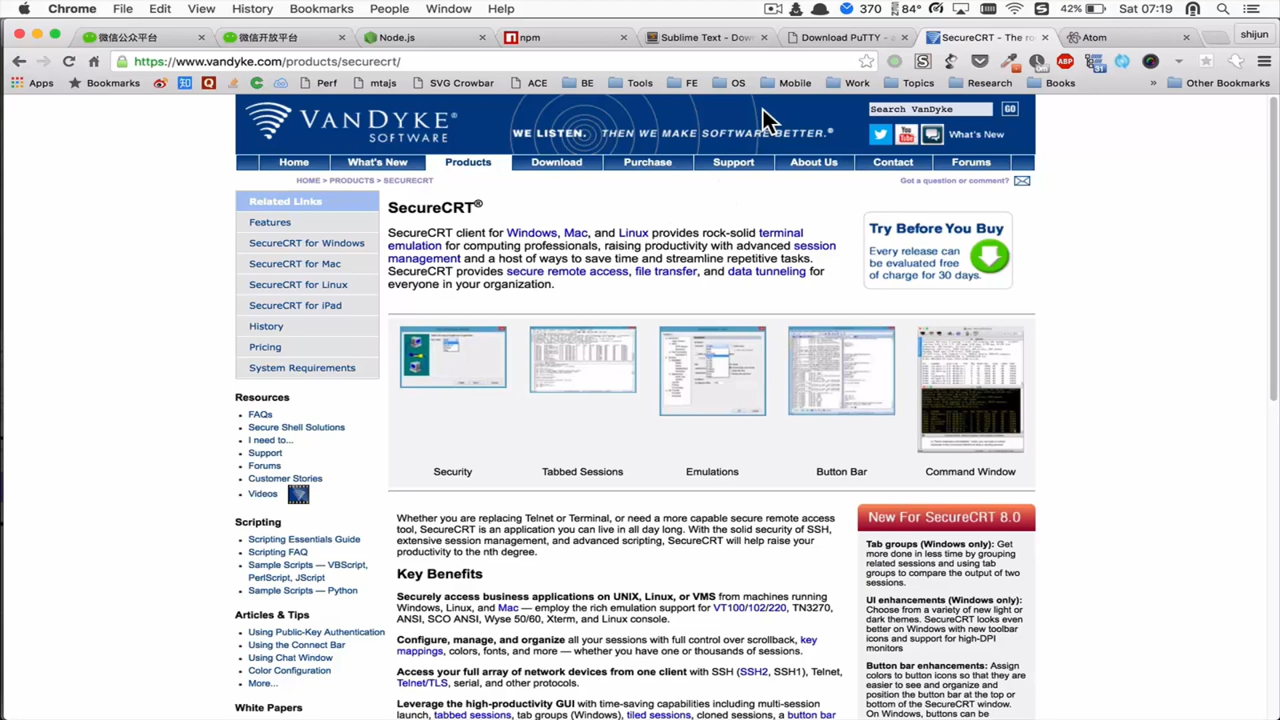 Chrome File Edit View History Bookmarks People Window Help 370 84° 42% Sat 07:19
微信公众平台 微信开放平台 Node.js npm Sublime Text - Dow Download PuTTY - a SecureCRT - The ro Atom shijun
https://www.vandyke.com/products/securecrt/
Apps Bookmarks Perf mtajs SVG Crowbar ACE BE Tools FE OS Mobile Work Topics Research Books » Other Bookmarks
VANDYKE®
SOFTWARE
WE LISTEN. THEN WE MAKE SOFTWARE BETTER.®
Search VanDyke GO
What's New
Home What's New Products Download Purchase Support About Us Contact Forums
HOME > PRODUCTS > SECURECRT
Got a question or comment?
Related Links
Features
SecureCRT for Windows
SecureCRT for Mac
SecureCRT for Linux
SecureCRT for iPad
History
Pricing
System Requirements
Resources
FAQs
Secure Shell Solutions
I need to...
Support
Forums
Customer Stories
Videos
Scripting
Scripting Essentials Guide
Scripting FAQ
Sample Scripts — VBScript,
PerlScript, JScript
Sample Scripts — Python
Articles & Tips
Using Public-Key Authentication
Using the Connect Bar
Using Chat Window
Color Configuration
More...
White Papers
SecureCRT®
SecureCRT client for Windows, Mac, and Linux provides rock-solid terminal
emulation for computing professionals, raising productivity with advanced session
management and a host of ways to save time and streamline repetitive tasks.
SecureCRT provides secure remote access, file transfer, and data tunneling for
everyone in your organization.
Try Before You Buy
Every release can
be evaluated free
of charge for 30 days.
Security Tabbed Sessions Emulations Button Bar Command Window
Whether you are replacing Telnet or Terminal, or need a more capable secure remote access
tool, SecureCRT is an application you can live in all day long. With the solid security of SSH,
extensive session management, and advanced scripting, SecureCRT will help raise your
productivity to the nth degree.
Key Benefits
Securely access business applications on UNIX, Linux, or VMS from machines running
Windows, Linux, and Mac — employ the rich emulation support for VT100/102/220, TN3270,
ANSI, SCO ANSI, Wyse 50/60, Xterm, and Linux console.
Configure, manage, and organize all your sessions with full control over scrollback, key
mappings, colors, fonts, and more — whether you have one or thousands of sessions.
Access your full array of network devices from one client with SSH (SSH2, SSH1), Telnet,
Telnet/TLS, serial, and other protocols.
Leverage the high-productivity GUI with time-saving capabilities including multi-session
launch, tabbed sessions, tab groups (Windows), tiled sessions, cloned sessions, a button bar
New For SecureCRT 8.0
Tab groups (Windows only): Get
more done in less time by grouping
related sessions and using tab
groups to compare the output of two
sessions.
UI enhancements (Windows only):
Choose from a variety of new light or
dark themes. SecureCRT looks even
better on Windows with new toolbar
icons and support for high-DPI
monitors
Button bar enhancements: Assign
colors to button icons so that they
are easier to see and organize and
position the button bar at the top or
bottom of the SecureCRT window.
On Windows, buttons can be